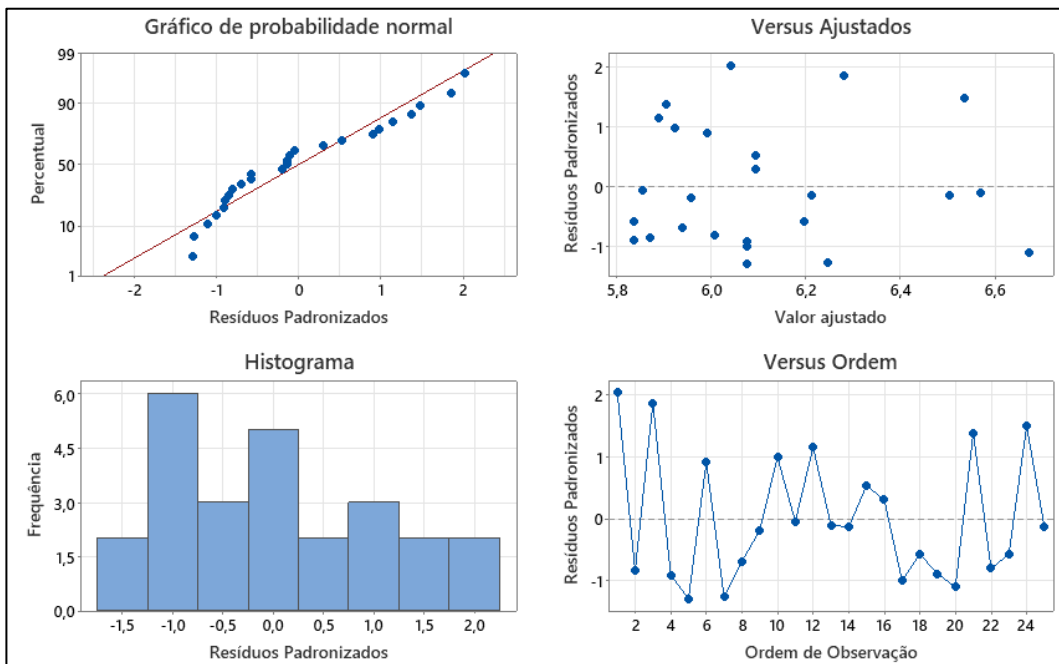 Gráfico de probabilidade normal
99
90
50
10
1
Percentual
-2 -1 0 1 2
Resíduos Padronizados
Versus Ajustados
2
1
0
-1
Resíduos Padronizados
5,8 6,0 6,2 6,4 6,6
Valor ajustado
Histograma
6,0
4,5
3,0
1,5
0,0
Frequência
-1,5 -1,0 -0,5 0,0 0,5 1,0 1,5 2,0
Resíduos Padronizados
Versus Ordem
2
1
0
-1
Resíduos Padronizados
2 4 6 8 10 12 14 16 18 20 22 24
Ordem de Observação